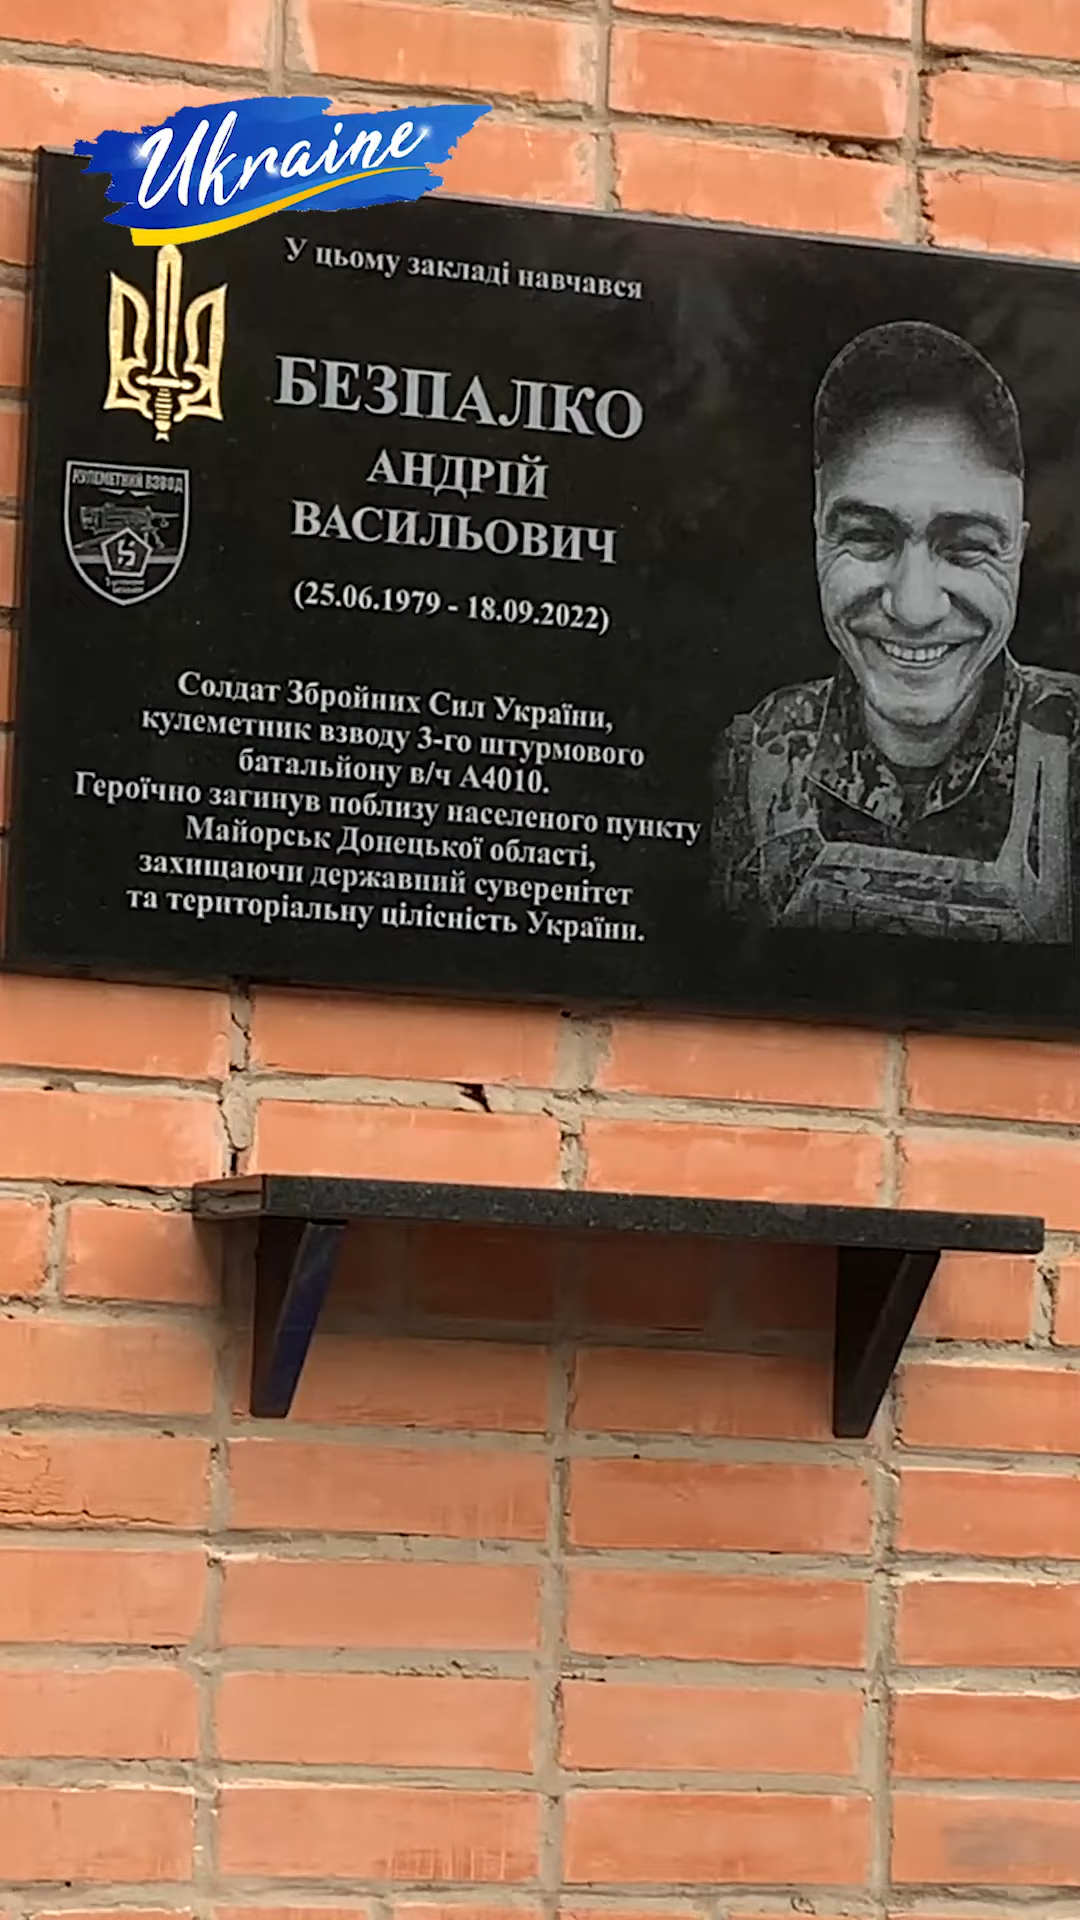 Ukraine
У цьому закладі навчався
БЕЗПАЛКО
АНДРІЙ
ВАСИЛЬОВИЧ
(25.06.1979 - 18.09.2022)
КУЛЕМЕТНИЙ ВЗВОД
Солдат Збройних Сил України,
кулеметник взводу 3-го штурмового
батальйону в/ч А4010.
Героїчно загинув поблизу населеного пункту
Майорськ Донецької області,
захищаючи державний суверенітет
та територіальну цілісність України.